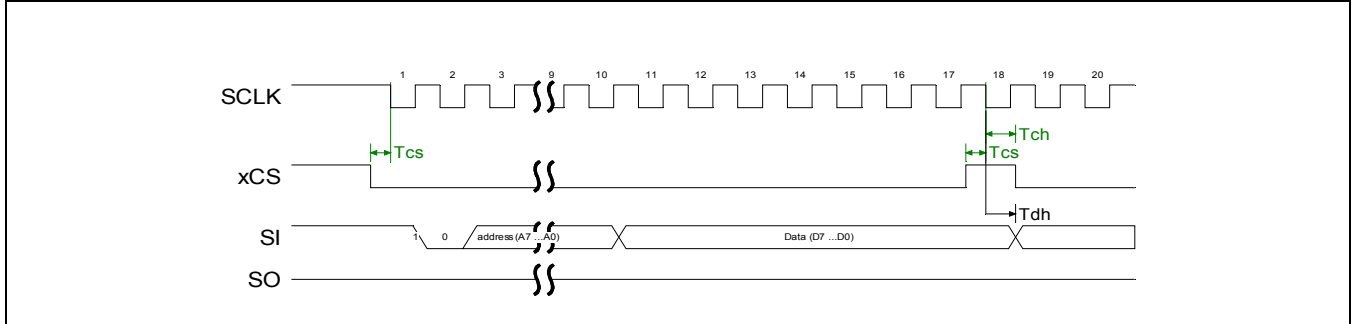 1 2 3 9 10 11 12 13 14 15 16 17 18 19 20
SCLK
Tch
Tcs Tcs
xCS
Tdh
SI 1 0 address (A7 ...A0) Data (D7 ...D0)
SO